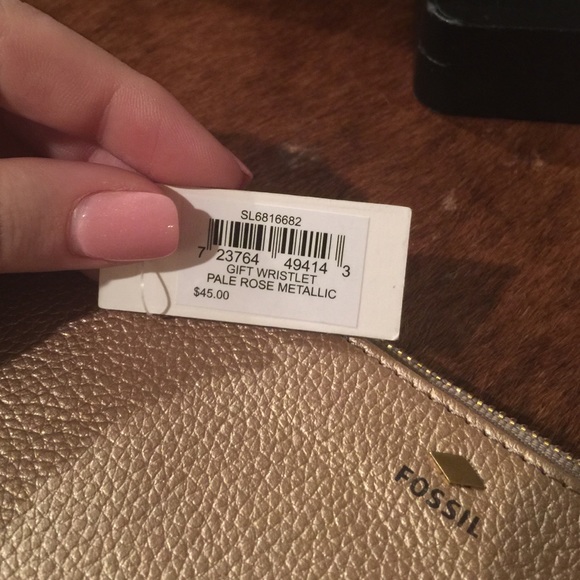 SL6816682
7 23764 49414 3
GIFT WRISTLET
PALE ROSE METALLIC
$45.00
FOSSIL